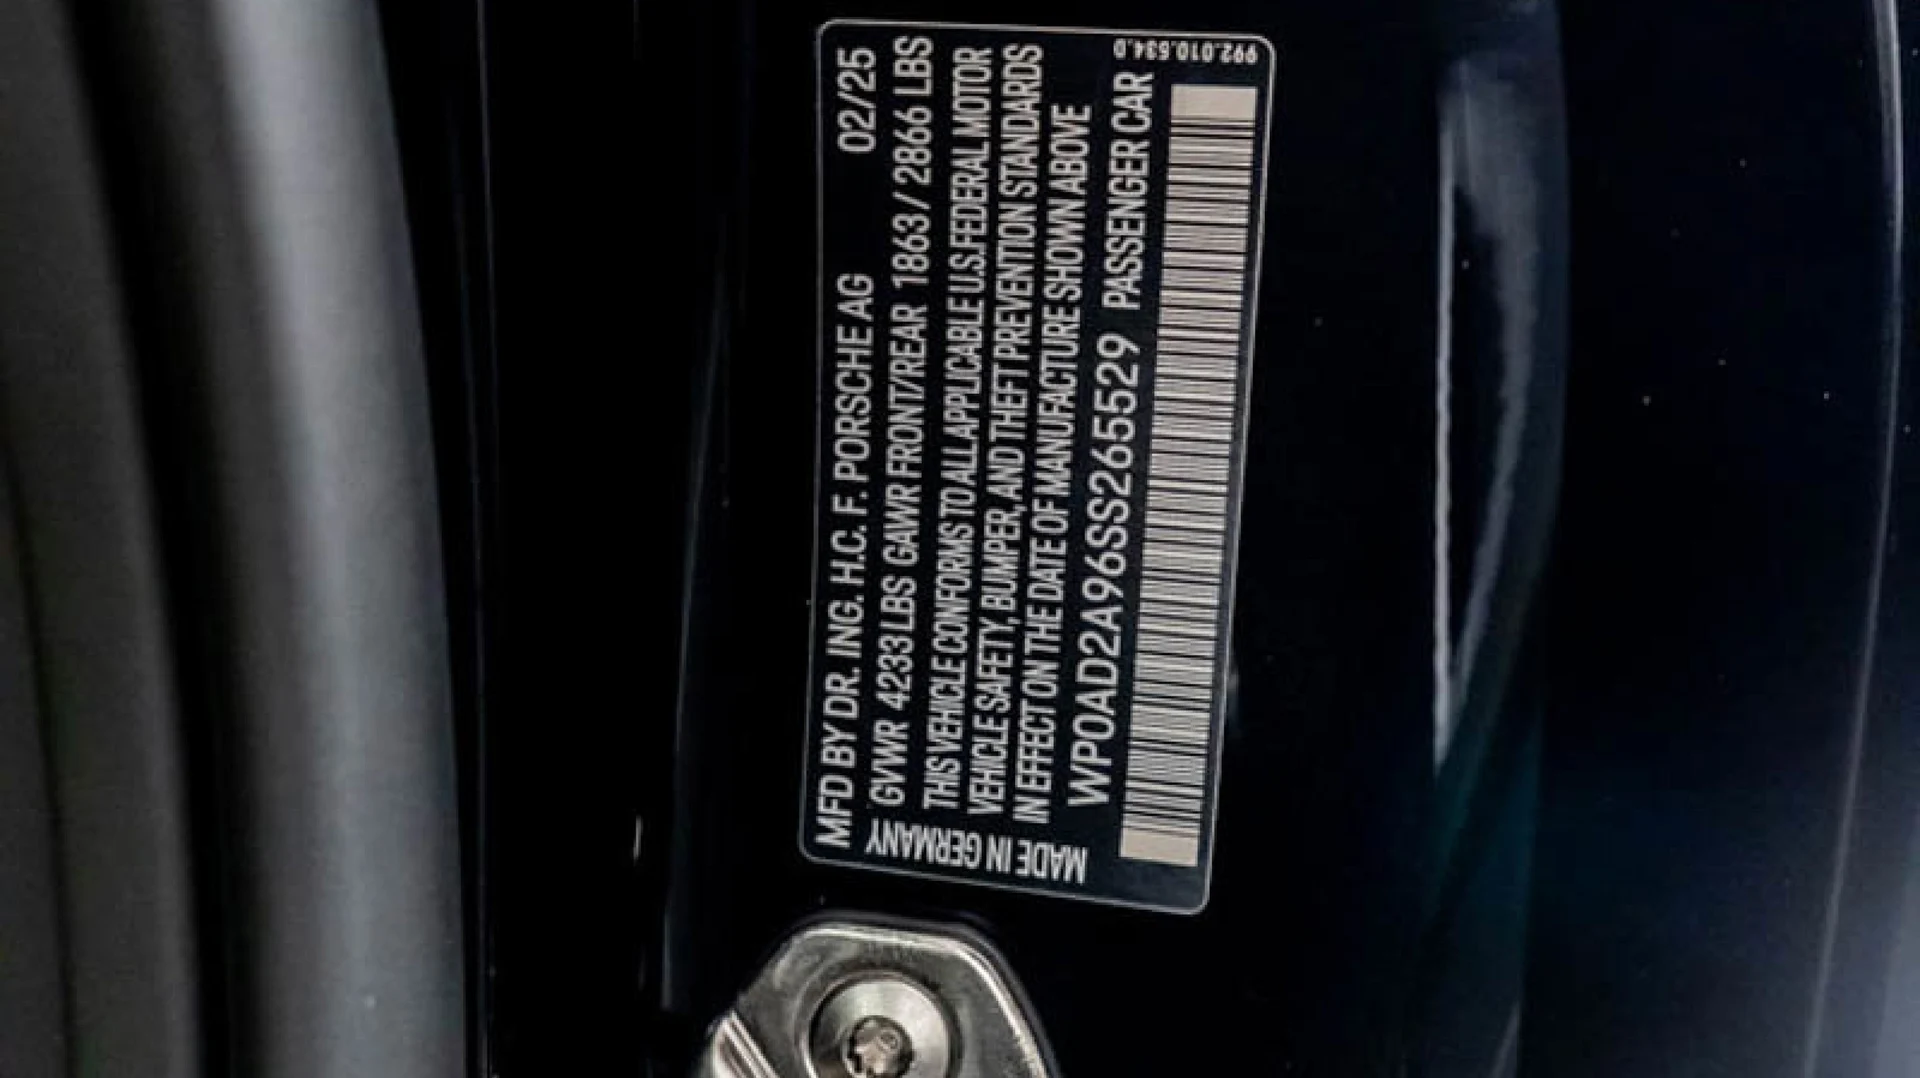 MFD BY DR. ING. H.C. F. PORSCHE AG 02/25
GVWR 4233 LBS GAWR FRONT/REAR 1863 / 2866 LBS
THIS VEHICLE CONFORMS TO ALL APPLICABLE U.S. FEDERAL MOTOR
VEHICLE SAFETY, BUMPER, AND THEFT PREVENTION STANDARDS
IN EFFECT ON THE DATE OF MANUFACTURE SHOWN ABOVE
WP0AD2A96SS265529 PASSENGER CAR
MADE IN GERMANY
992.010.534.D